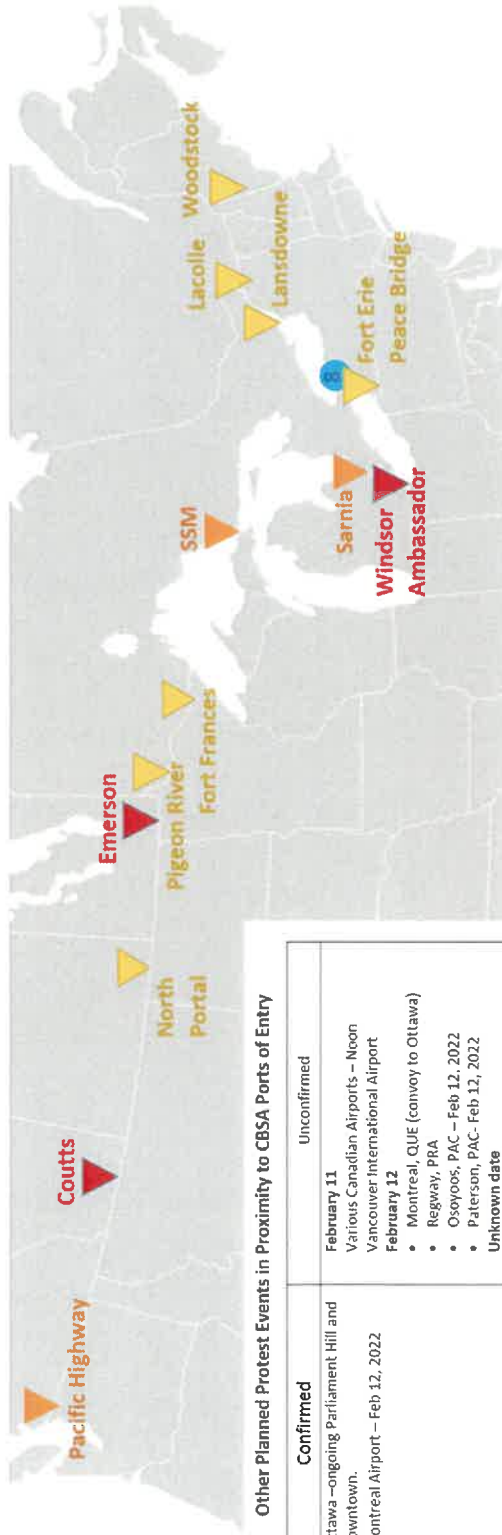 Pacific Highway
Coutts
North
Portal
Emerson
Pigeon River
Fort Frances
SSM
Sarnia
Windsor
Ambassador
Fort Erie
Peace Bridge
Lansdowne
Lacolle
Woodstock
Other Planned Protest Events in Proximity to CBSA Ports of Entry
Confirmed
ttawa –ongoing Parliament Hill and
owntown.
ontreal Airport – Feb 12, 2022
Unconfirmed
February 11
Various Canadian Airports – Noon
Vancouver International Airport
February 12
• Montreal, QUE (convoy to Ottawa)
• Regway, PRA
• Osoyoos, PAC – Feb 12, 2022
• Paterson, PAC- Feb 12, 2022
Unknown date